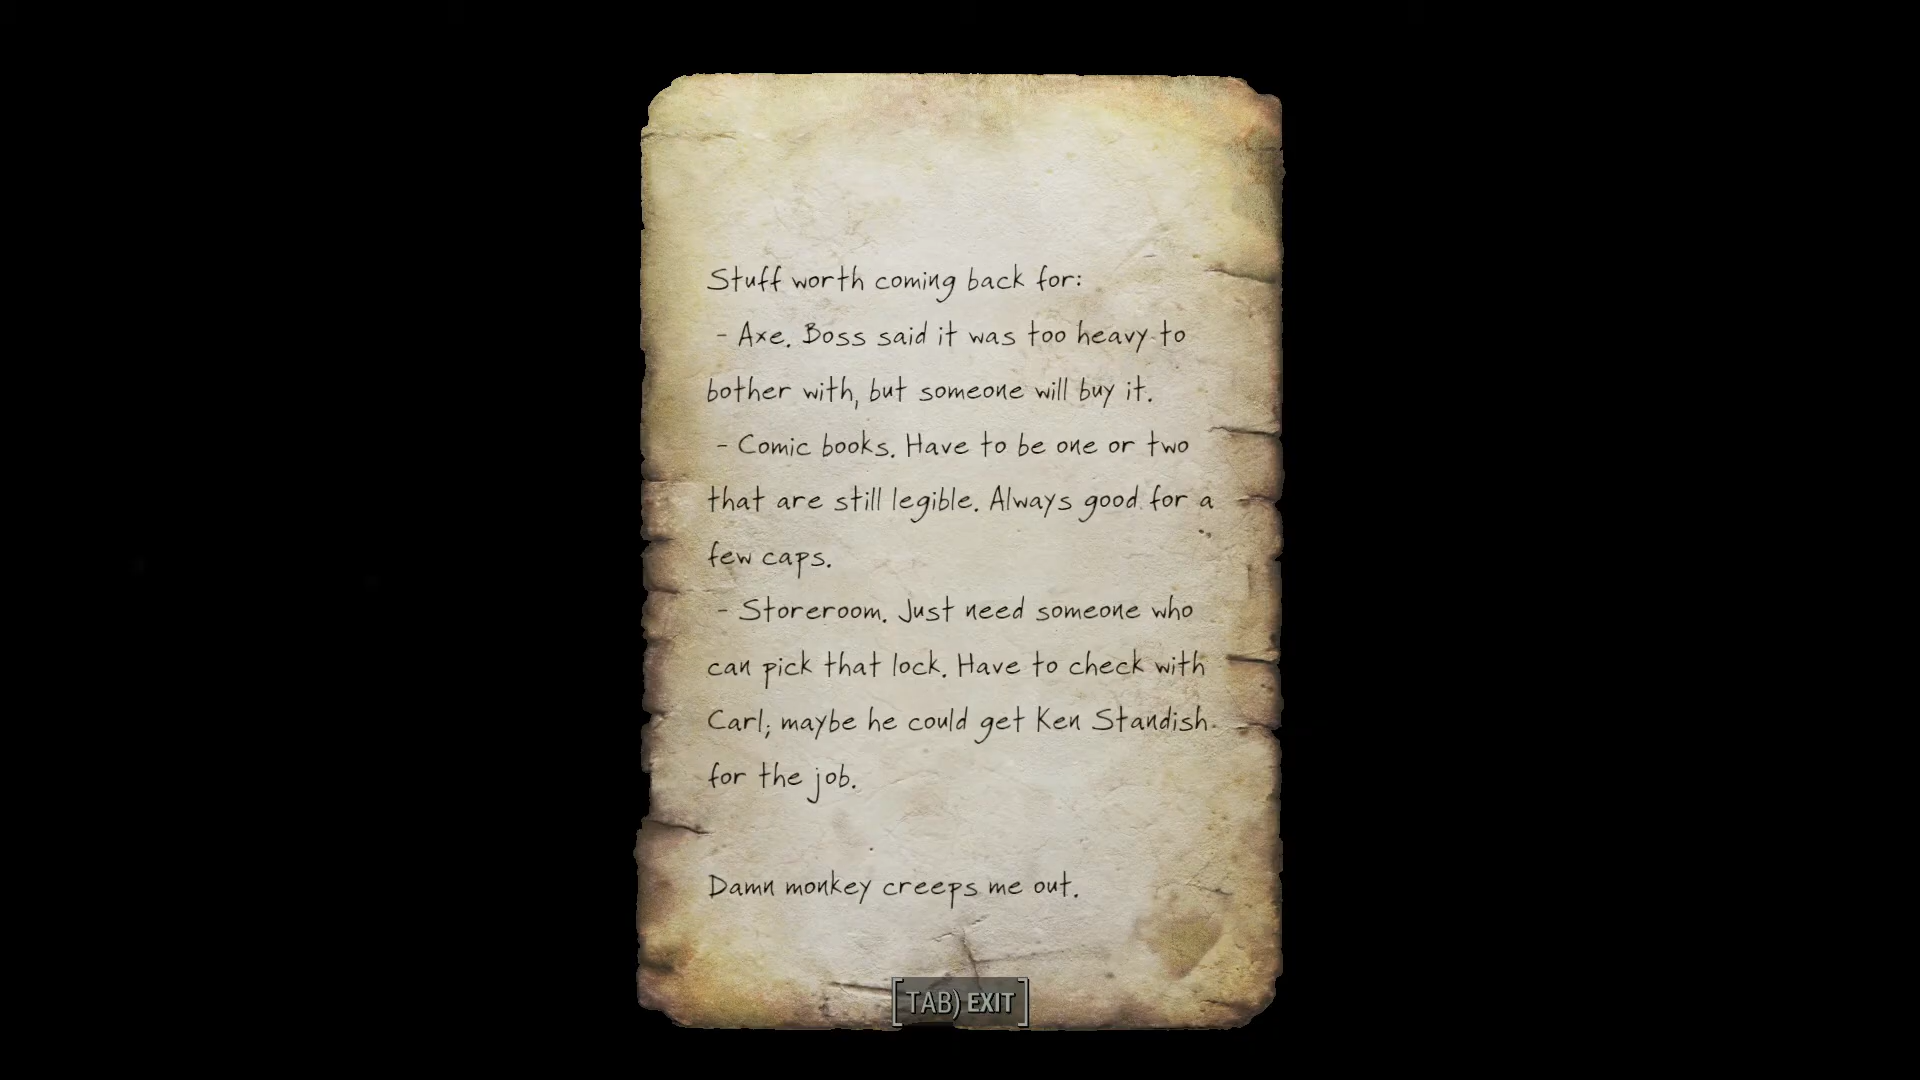 Stuff worth coming back for:
- Axe. Boss said it was too heavy to
bother with, but someone will buy it.
- Comic books. Have to be one or two
that are still legible. Always good for a
few caps.
- Storeroom. Just need someone who
can pick that lock. Have to check with
Carl; maybe he could get Ken Standish
for the job.
Damn monkey creeps me out.
[TAB) EXIT]